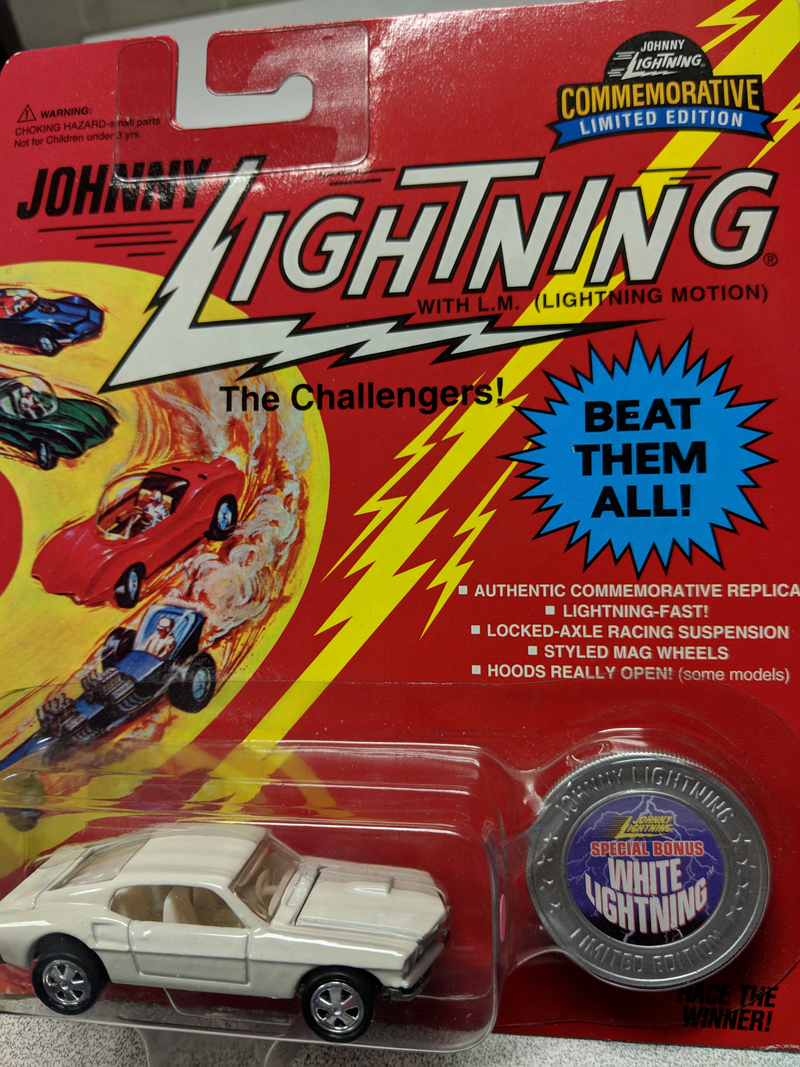 WARNING:
CHOKING HAZARD-small parts
Not for Children under 3 yrs.
JOHNNY
LIGHTNING®
COMMEMORATIVE
LIMITED EDITION
JOHNNY
LIGHTNING®
WITH L.M. (LIGHTNING MOTION)
The Challengers!
BEAT
THEM
ALL!
■ AUTHENTIC COMMEMORATIVE REPLICA
■ LIGHTNING-FAST!
■ LOCKED-AXLE RACING SUSPENSION
■ STYLED MAG WHEELS
■ HOODS REALLY OPEN! (some models)
JOHNNY LIGHTNING
JOHNNY
LIGHTNING
SPECIAL BONUS
WHITE
LIGHTNING
LIMITED EDITION
RACE THE
WINNER!